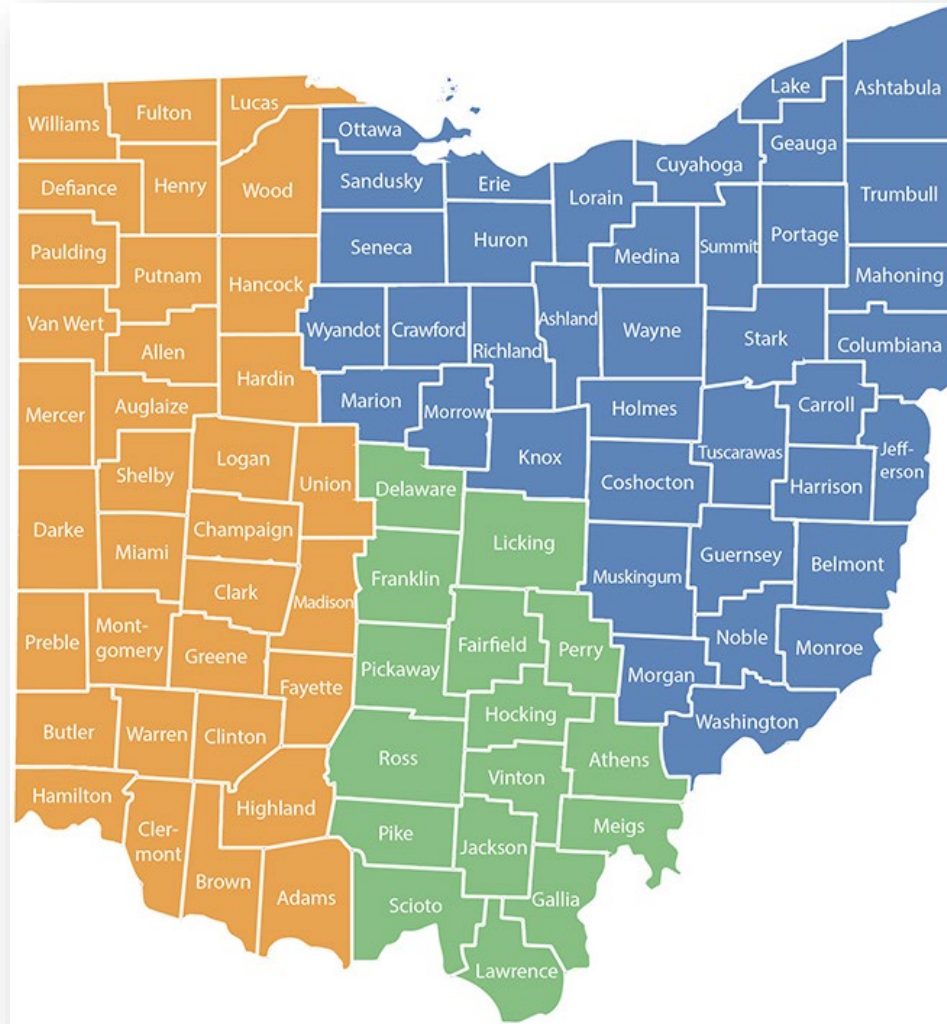 Lake
Ashtabula
Lucas
Fulton
Williams
Ottawa
Geauga
Cuyahoga
Sandusky
Erie
Defiance
Henry
Wood
Lorain
Trumbull
Paulding
Seneca
Huron
Medina
Summit
Portage
Putnam
Hancock
Mahoning
Van Wert
Wyandot
Crawford
Ashland
Wayne
Stark
Columbiana
Allen
Richland
Hardin
Mercer
Auglaize
Marion
Morrow
Holmes
Carroll
Shelby
Logan
Union
Delaware
Knox
Coshocton
Tuscarawas
Harrison
Jeff-
erson
Darke
Champaign
Licking
Miami
Franklin
Muskingum
Guernsey
Belmont
Clark
Madison
Preble
Mont-
gomery
Greene
Fairfield
Perry
Noble
Monroe
Pickaway
Fayette
Morgan
Hocking
Washington
Butler
Warren
Clinton
Ross
Vinton
Athens
Hamilton
Highland
Cler-
mont
Pike
Jackson
Meigs
Brown
Adams
Scioto
Gallia
Lawrence